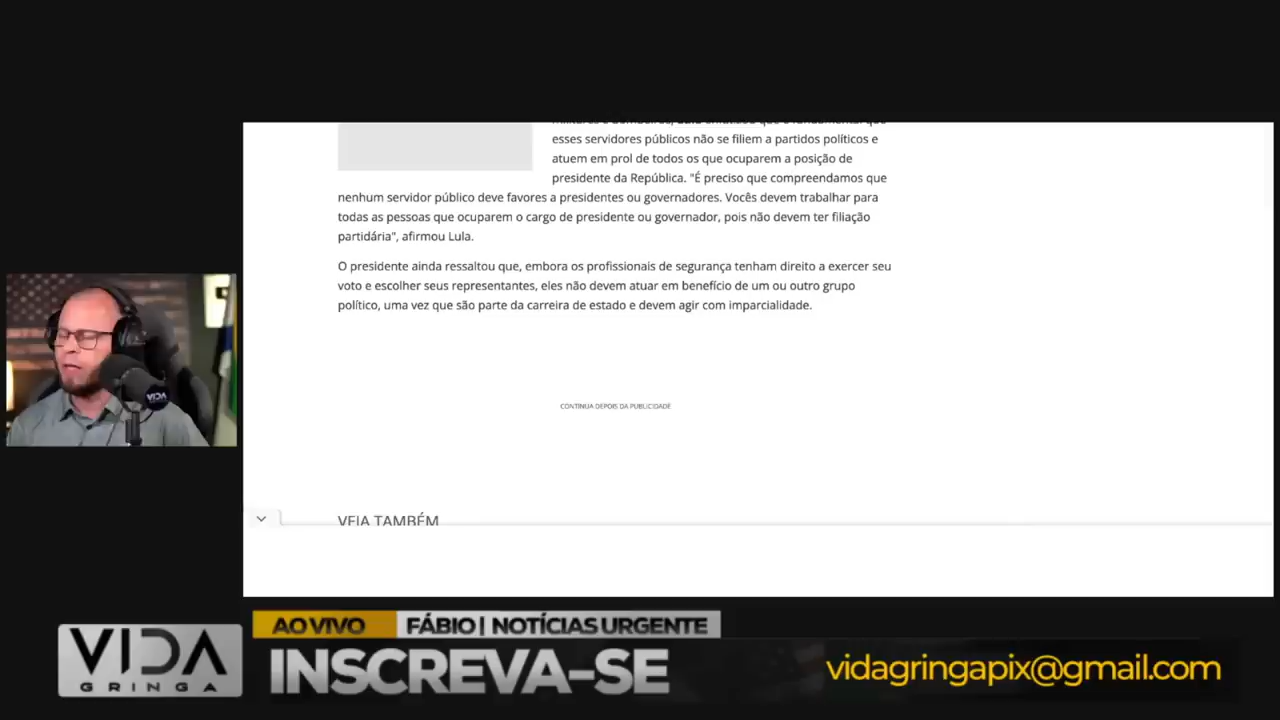 esses servidores públicos não se filiem a partidos políticos e
atuem em prol de todos os que ocuparem a posição de
presidente da República. "É preciso que compreendamos que
nenhum servidor público deve favores a presidentes ou governadores. Vocês devem trabalhar para
todas as pessoas que ocuparem o cargo de presidente ou governador, pois não devem ter filiação
partidária", afirmou Lula.
O presidente ainda ressaltou que, embora os profissionais de segurança tenham direito a exercer seu
voto e escolher seus representantes, eles não devem atuar em benefício de um ou outro grupo
político, uma vez que são parte da carreira de estado e devem agir com imparcialidade.
CONTINUA DEPOIS DA PUBLICIDADE
VEJA TAMBÉM
VIDA
AO VIVO FÁBIO | NOTÍCIAS URGENTE
VIDA
GRINGA
INSCREVA-SE
vidagringapix@gmail.com